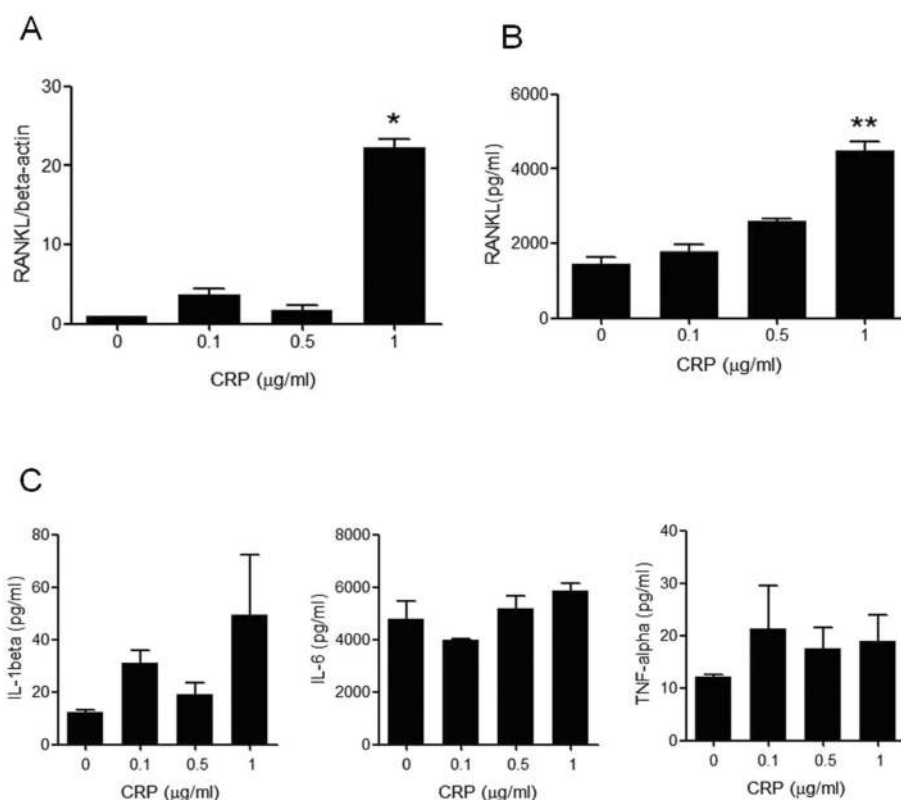 A
RANKL/beta-actin
30
20
10
0
*
0 0.1 0.5 1
CRP (μg/ml)
B
RANKL(pg/ml)
6000
4000
2000
0
**
0 0.1 0.5 1
CRP (μg/ml)
C
IL-1beta (pg/ml)
80
60
40
20
0
0 0.1 0.5 1
CRP (μg/ml)
IL-6 (pg/ml)
8000
6000
4000
2000
0
0 0.1 0.5 1
CRP (μg/ml)
TNF-alpha (pg/ml)
40
30
20
10
0
0 0.1 0.5 1
CRP (μg/ml)